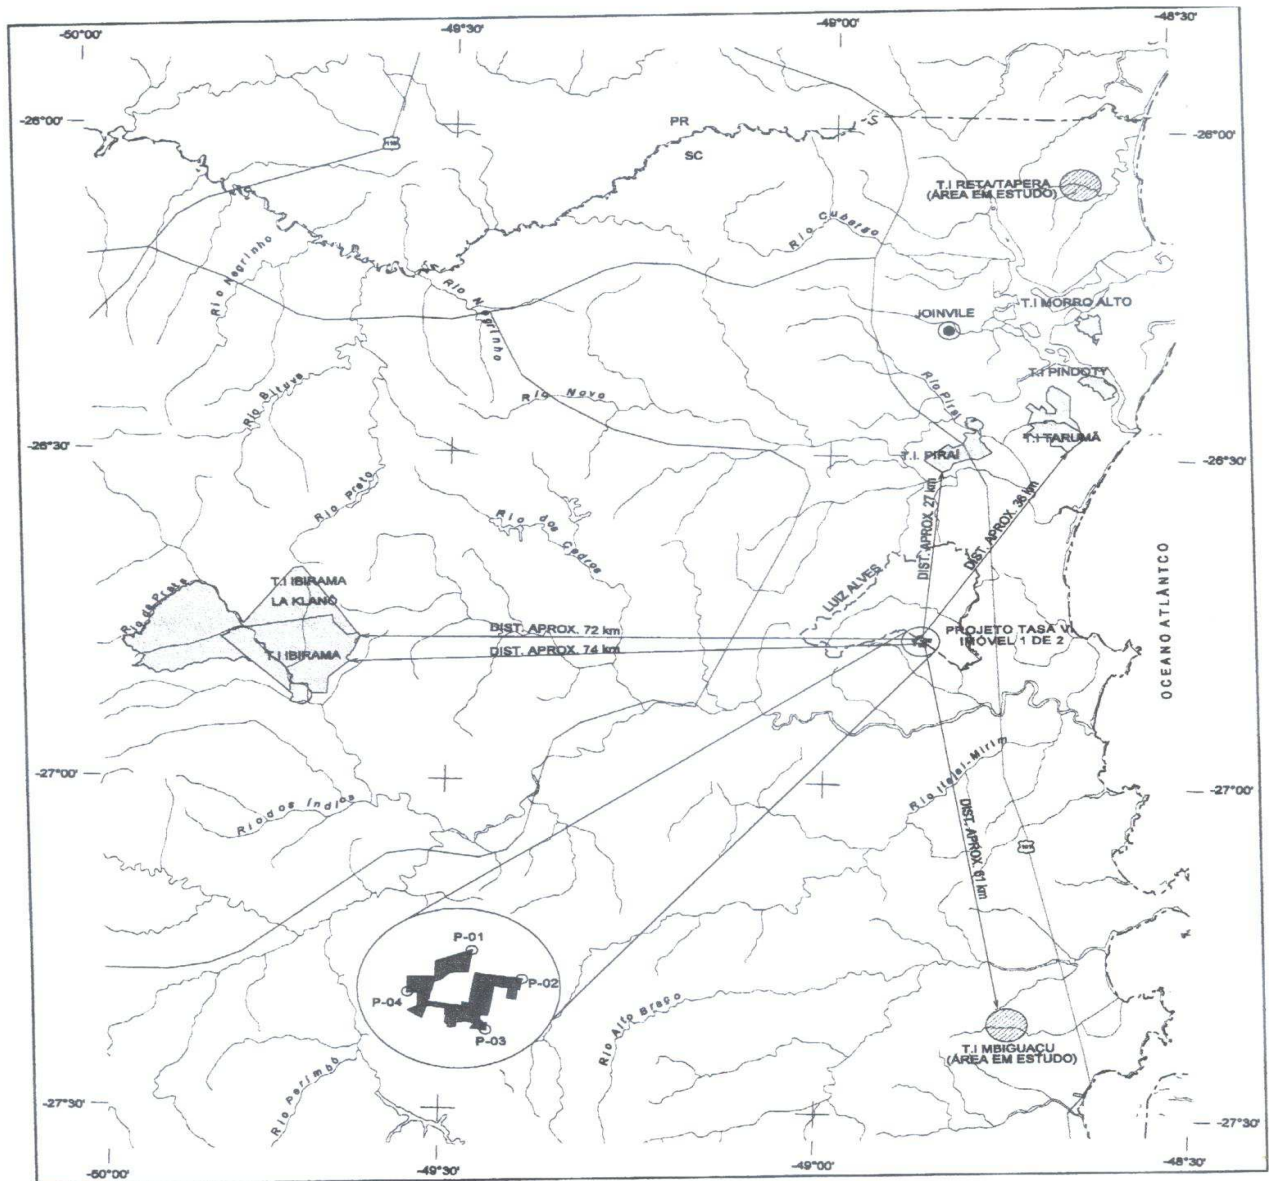 -50°00'
-49°30'
-49°00'
-48°30'
-26°00'
-26°00'
PR
SC
T.I RETA/TAPERA
(ÁREA EM ESTUDO)
Rio Cubatão
Rio Negrinho
Rio Negrinho
T.I MORRO ALTO
JOINVILE
T.I PINDOTY
Rio Piraí
Rio Novo
Rio Bituva
-26°30'
-26°30'
T.I TARUMÃ
T.I. PIRAÍ
Rio Preto
DIST. APROX. 27 km
DIST. APROX. 36 km
Rio dos Cedros
OCEANO ATLÂNTCO
LUIZ ALVES
T.I IBIRAMA
LA KLANÕ
Rio da Prata
DIST. APROX. 72 km
DIST. APROX. 74 km
T.I IBIRAMA
PROJETO TASA VI
IMÓVEL 1 DE 2
-27°00'
-27°00'
Rio Itajaí-Mirim
Rio dos Índios
DIST. APROX. 61 km
101
P-01
P-02
P-04
P-03
Rio Alto Braço
T.I MBIGUAÇU
(ÁREA EM ESTUDO)
Rio Perimbó
-27°30'
-27°30'
-50°00'
-49°30'
-49°00'
-48°30'